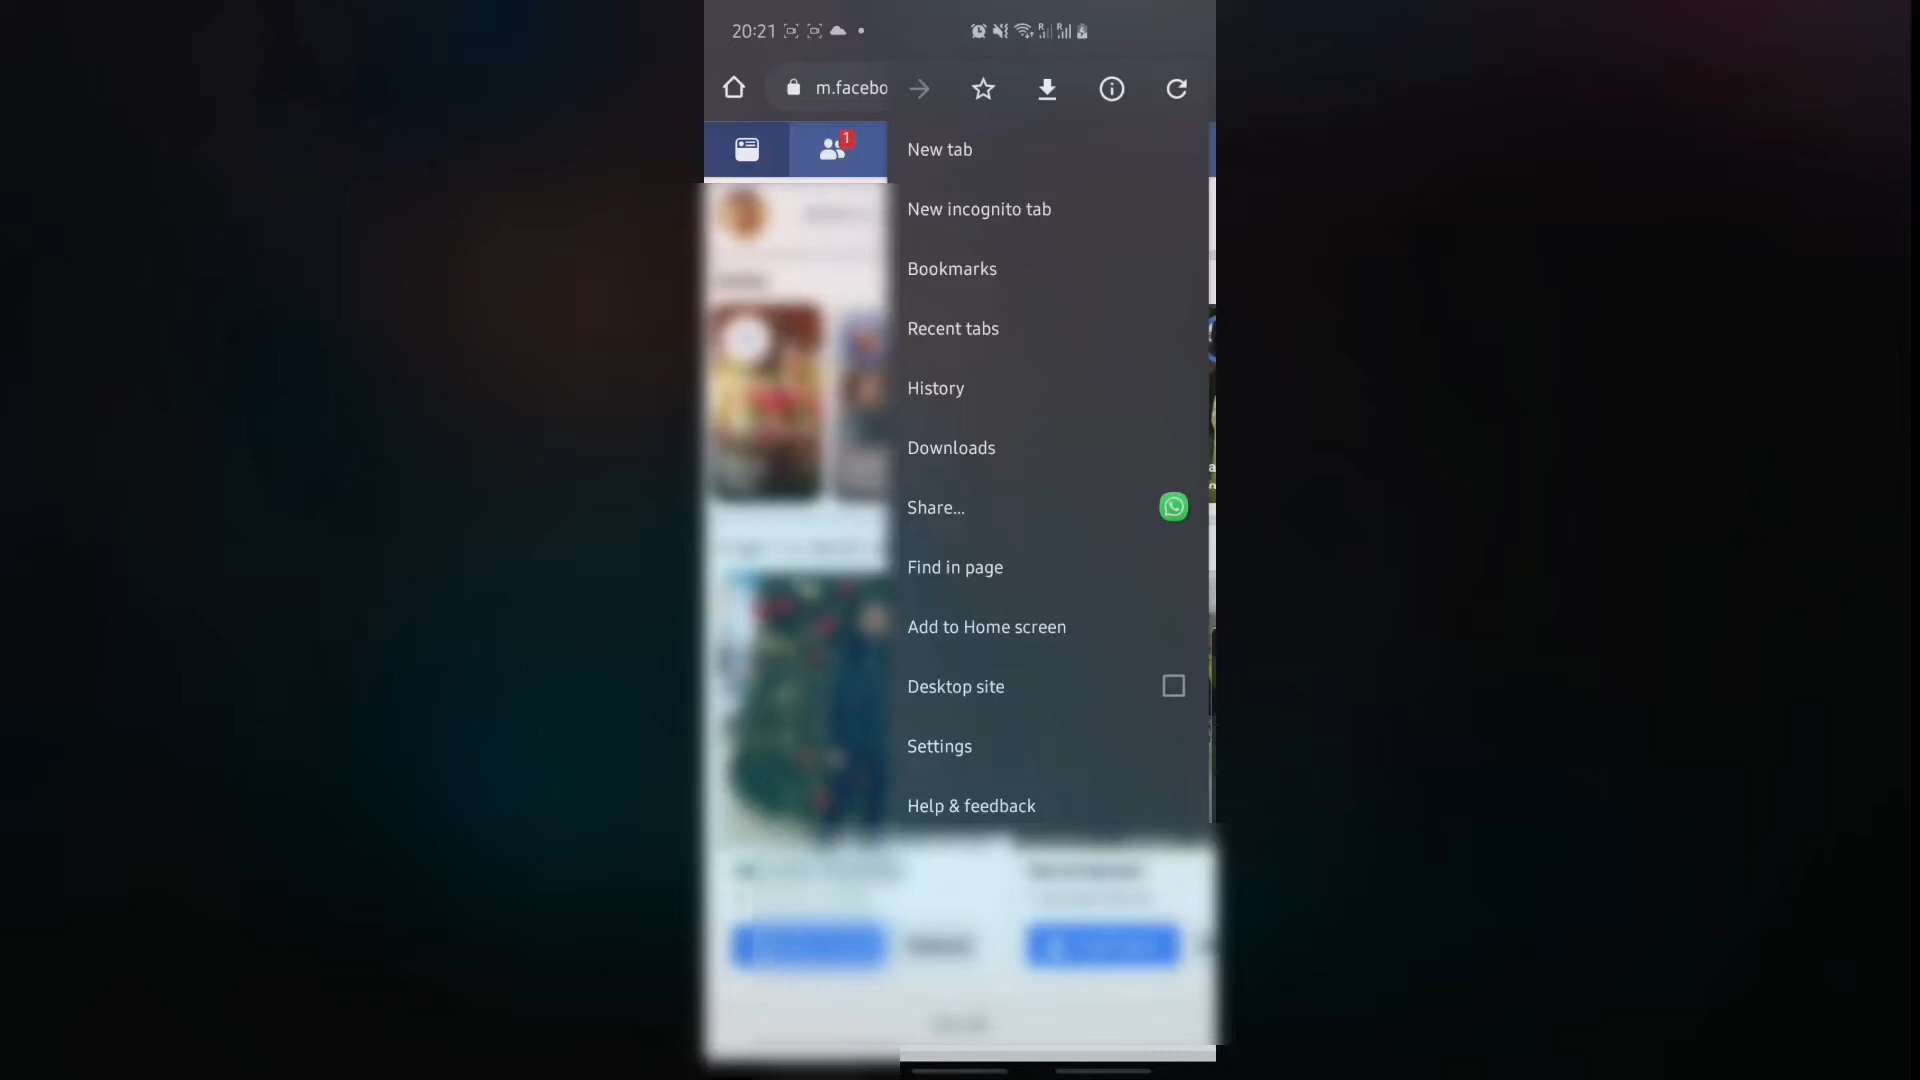 20:21
m.facebo
1
New tab
New incognito tab
Bookmarks
Recent tabs
History
Downloads
Share...
Find in page
Add to Home screen
Desktop site
Settings
Help & feedback